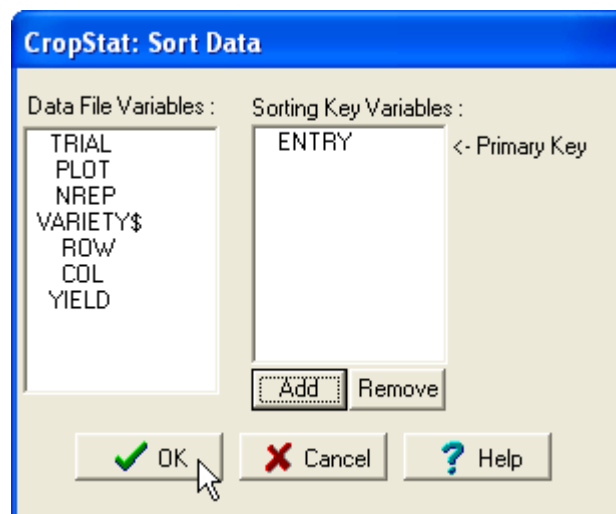 CropStat: Sort Data
Data File Variables :
TRIAL
PLOT
NREP
VARIETY$
ROW
COL
YIELD
Sorting Key Variables :
ENTRY
<- Primary Key
Add
Remove
OK
Cancel
? Help